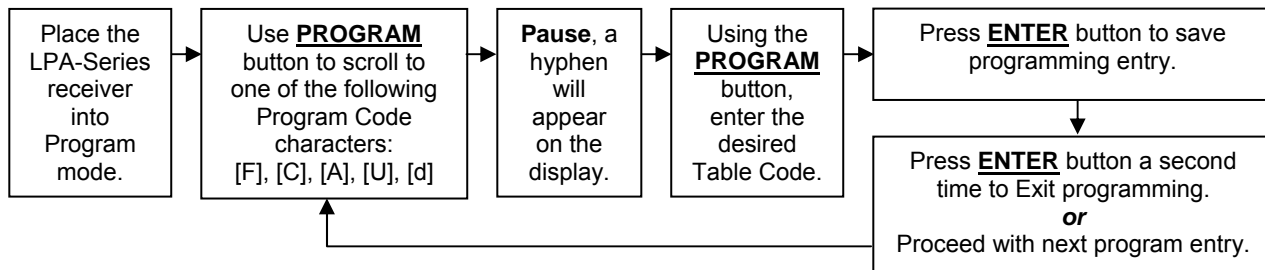 Place the
LPA-Series
receiver
into
Program
mode.
Use PROGRAM
button to scroll to
one of the following
Program Code
characters:
[F], [C], [A], [U], [d]
Pause, a
hyphen
will
appear
on the
display.
Using the
PROGRAM
button,
enter the
desired
Table Code.
Press ENTER button to save
programming entry.
Press ENTER button a second
time to Exit programming.
or
Proceed with next program entry.